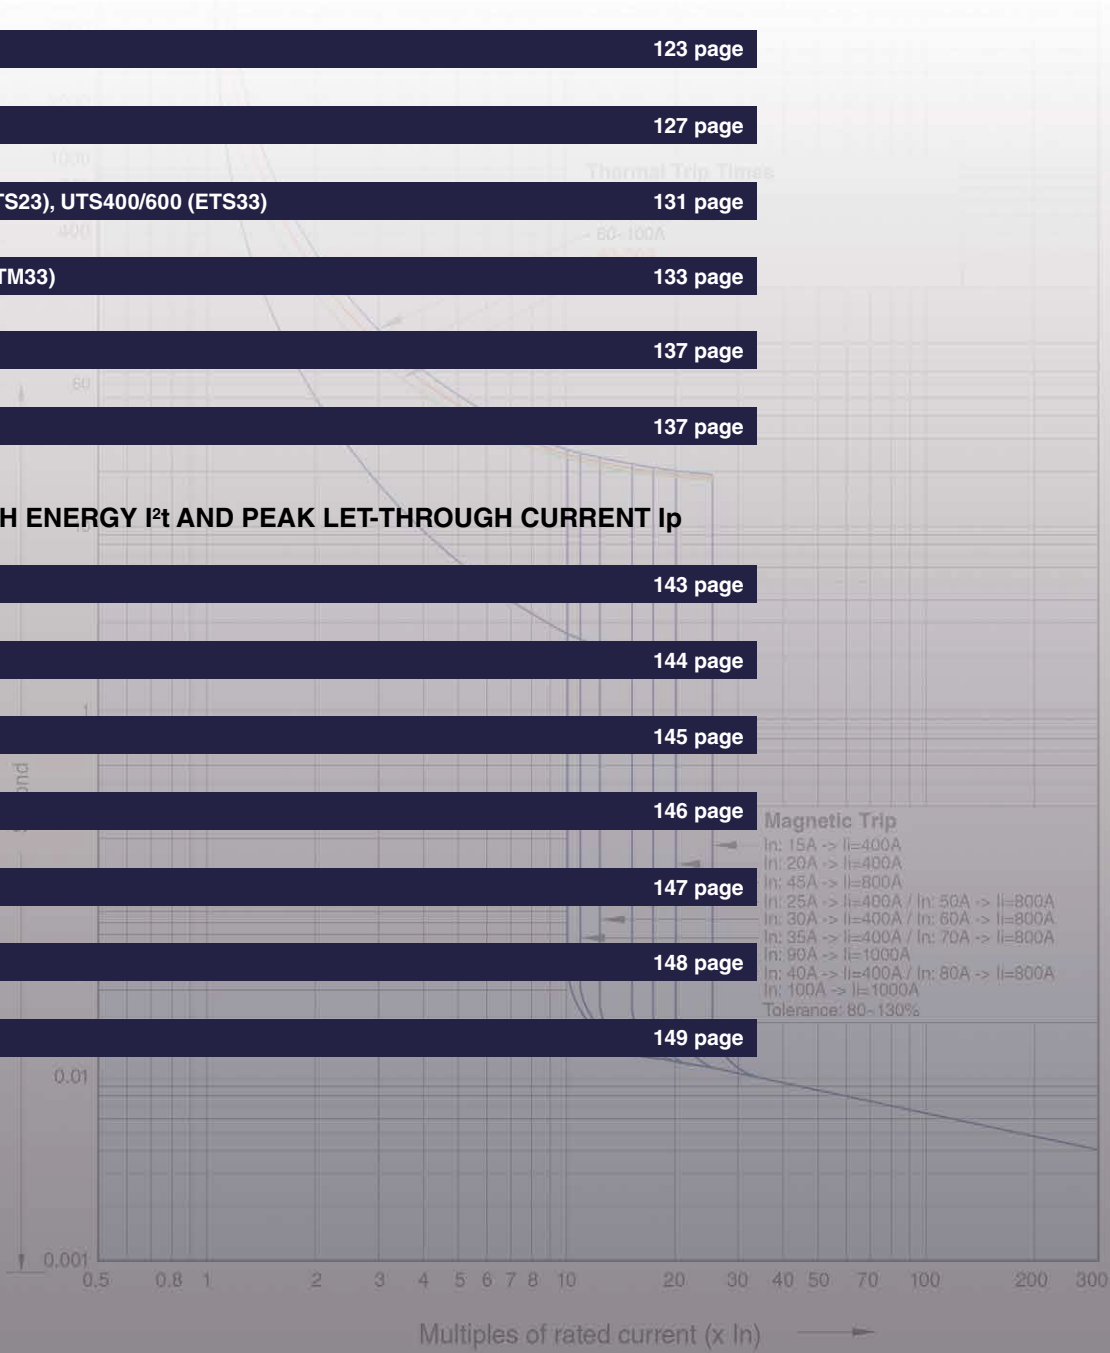 123 page
127 page
1000
Thermal Trip Times
TS23), UTS400/600 (ETS33) 131 page
400
60~100A
TM33) 133 page
137 page
60
137 page
H ENERGY I²t AND PEAK LET-THROUGH CURRENT Ip
143 page
144 page
1
145 page
146 page
Magnetic Trip
In: 15A -> Ii=400A
In: 20A -> Ii=400A
In: 45A -> Ii=800A
147 page
In: 25A -> Ii=400A / In: 50A -> Ii=800A
In: 30A -> Ii=400A / In: 60A -> Ii=800A
In: 35A -> Ii=400A / In: 70A -> Ii=800A
In: 90A -> Ii=1000A
148 page
In: 40A -> Ii=400A / In: 80A -> Ii=800A
In: 100A -> Ii=1000A
Tolerance: 80~130%
149 page
0.01
0.001
0.5 0.8 1 2 3 4 5 6 7 8 10 20 30 40 50 70 100 200 300
Multiples of rated current (x In)